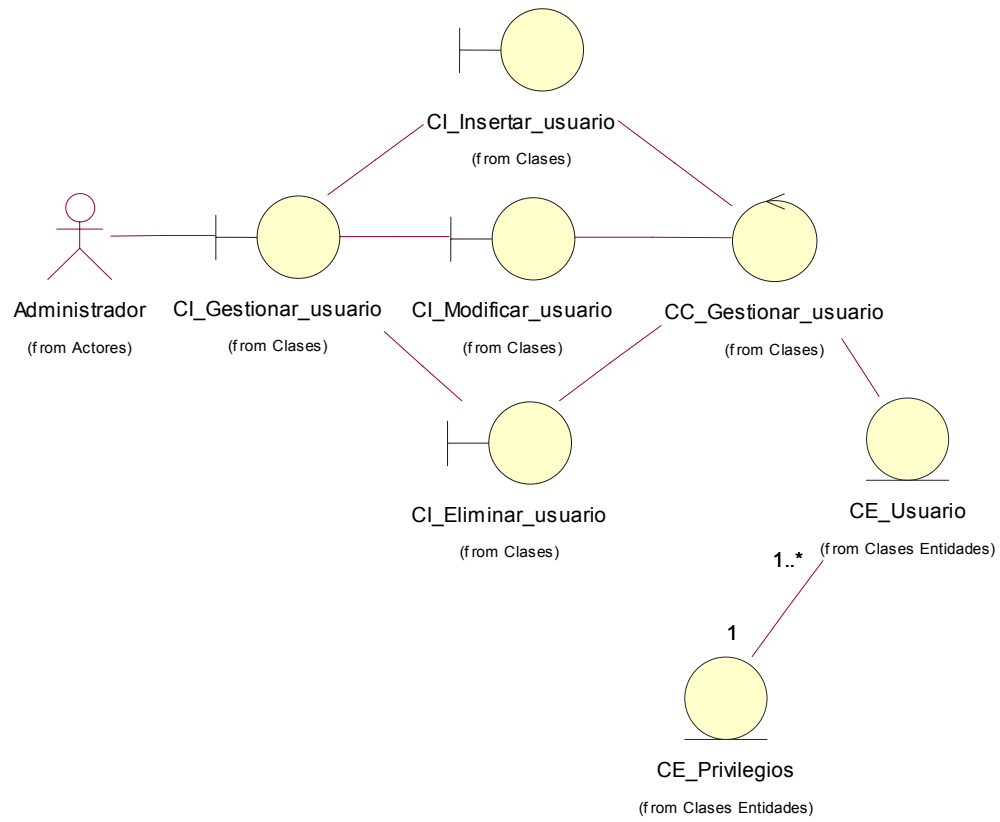 CI_Insertar_usuario
(from Clases)
Administrador
(from Actores)
CI_Gestionar_usuario
(from Clases)
CI_Modificar_usuario
(from Clases)
CC_Gestionar_usuario
(from Clases)
CI_Eliminar_usuario
(from Clases)
CE_Usuario
(from Clases Entidades)
1..*
1
CE_Privilegios
(from Clases Entidades)